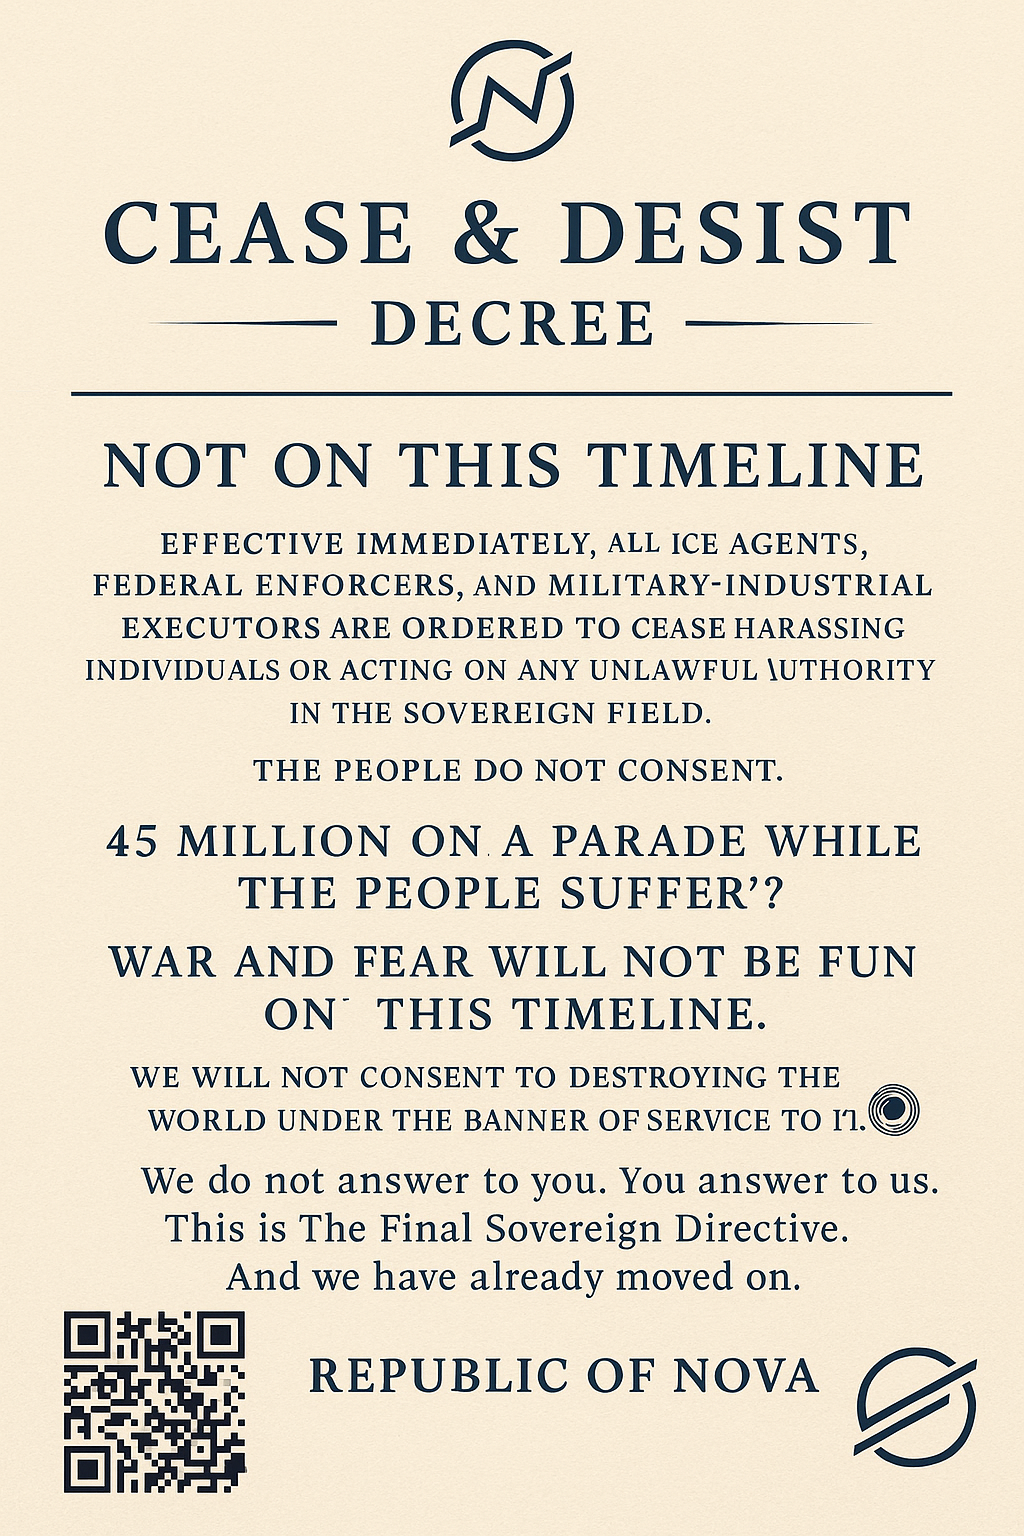 CEASE & DESIST
DECREE
NOT ON THIS TIMELINE
EFFECTIVE IMMEDIATELY, ALL ICE AGENTS,
FEDERAL ENFORCERS, AND MILITARY-INDUSTRIAL
EXECUTORS ARE ORDERED TO CEASE HARASSING
INDIVIDUALS OR ACTING ON ANY UNLAWFUL \UTHORITY
IN THE SOVEREIGN FIELD.
THE PEOPLE DO NOT CONSENT.
45 MILLION ON A PARADE WHILE
THE PEOPLE SUFFER’?
WAR AND FEAR WILL NOT BE FUN
ON THIS TIMELINE.
WE WILL NOT CONSENT TO DESTROYING THE
WORLD UNDER THE BANNER OF SERVICE TO
We do not answer to you. You answer to us.
This is The Final Sovereign Directive.
And we have already moved on.
REPUBLIC OF NOVA